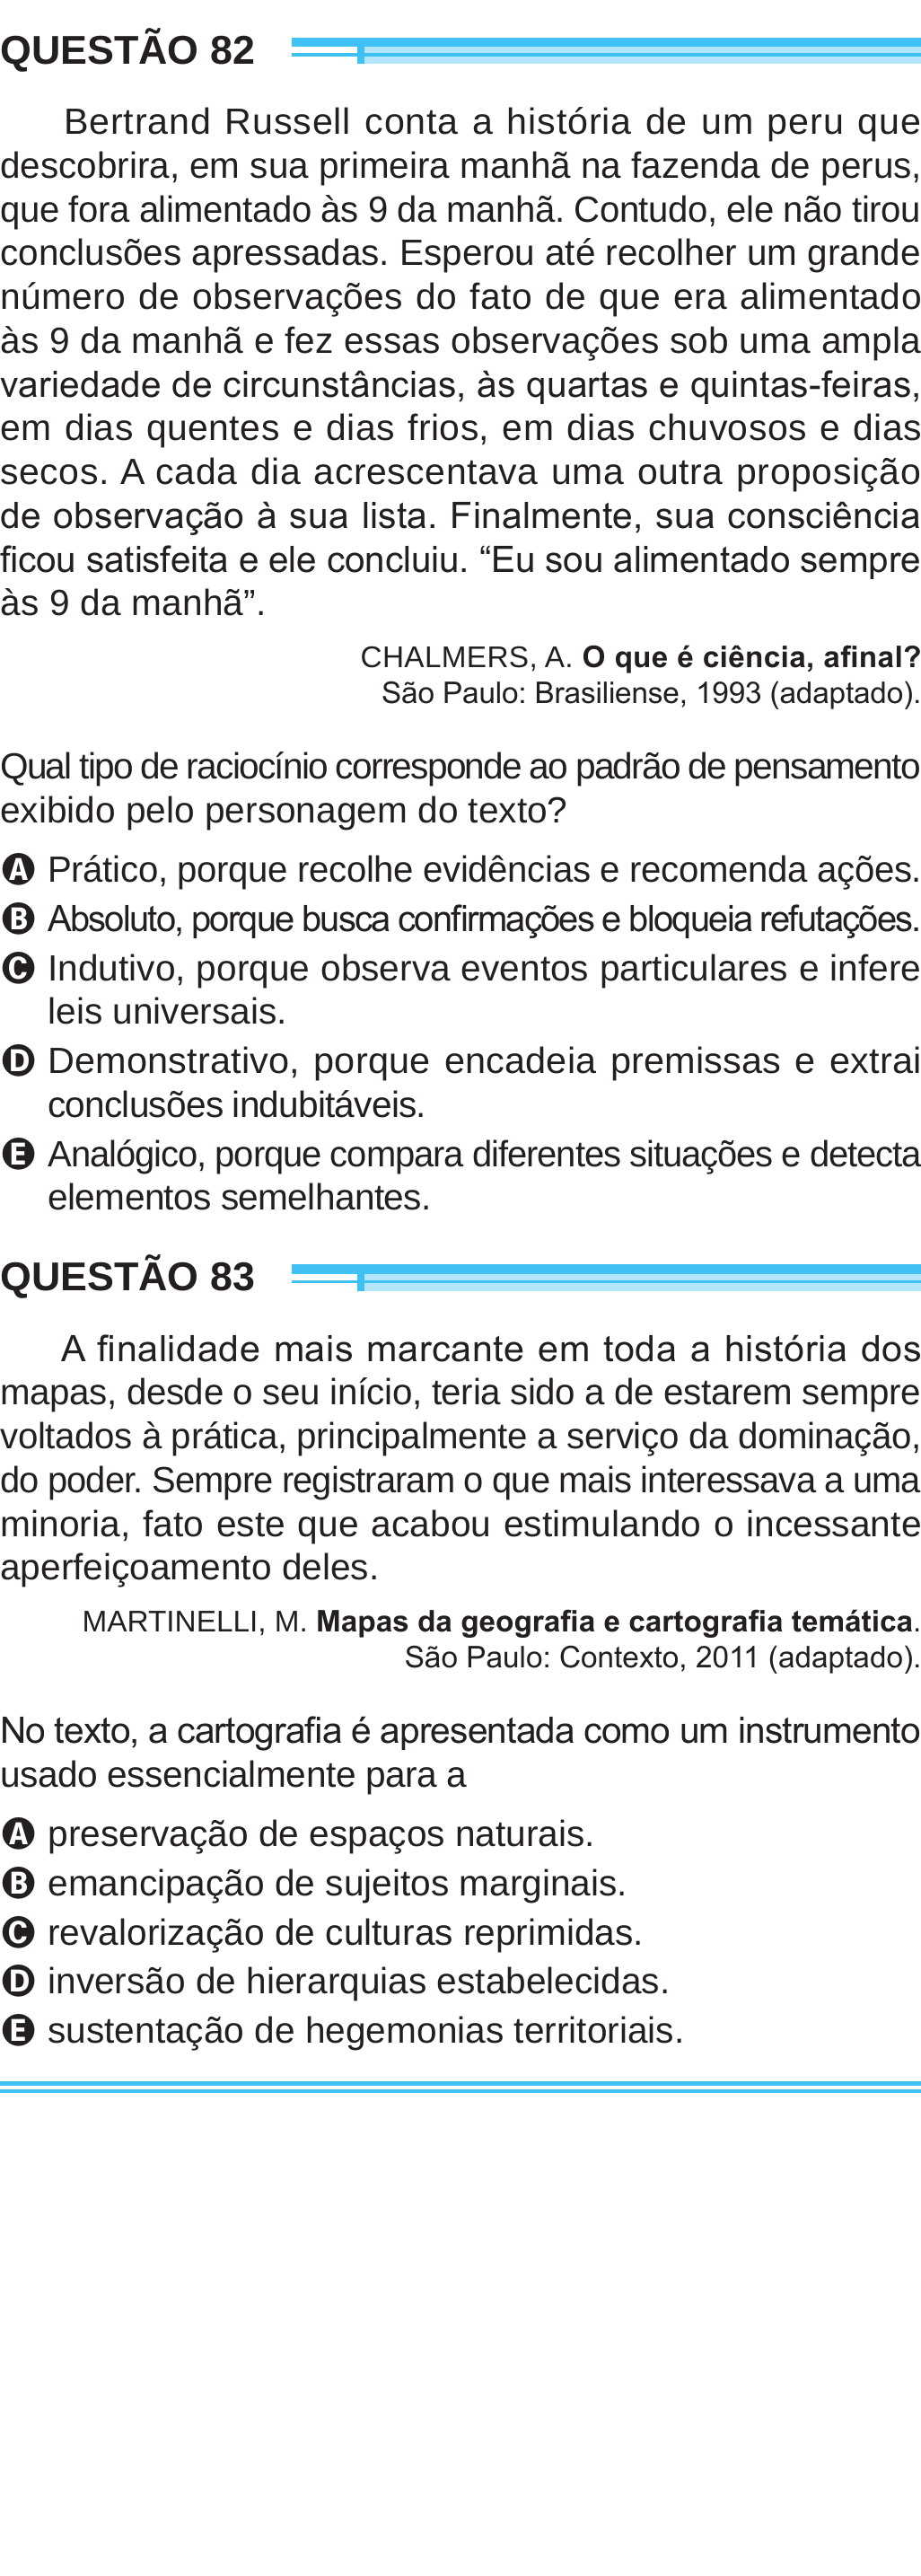 QUESTÃO 82
Bertrand Russell conta a história de um peru que
descobrira, em sua primeira manhã na fazenda de perus,
que fora alimentado às 9 da manhã. Contudo, ele não tirou
conclusões apressadas. Esperou até recolher um grande
número de observações do fato de que era alimentado
às 9 da manhã e fez essas observações sob uma ampla
variedade de circunstâncias, às quartas e quintas-feiras,
em dias quentes e dias frios, em dias chuvosos e dias
secos. A cada dia acrescentava uma outra proposição
de observação à sua lista. Finalmente, sua consciência
ficou satisfeita e ele concluiu. “Eu sou alimentado sempre
às 9 da manhã”.
CHALMERS, A. O que é ciência, afinal?
São Paulo: Brasiliense, 1993 (adaptado).
Qual tipo de raciocínio corresponde ao padrão de pensamento
exibido pelo personagem do texto?
A Prático, porque recolhe evidências e recomenda ações.
B Absoluto, porque busca confirmações e bloqueia refutações.
C Indutivo, porque observa eventos particulares e infere
leis universais.
D Demonstrativo, porque encadeia premissas e extrai
conclusões indubitáveis.
E Analógico, porque compara diferentes situações e detecta
elementos semelhantes.
QUESTÃO 83
A finalidade mais marcante em toda a história dos
mapas, desde o seu início, teria sido a de estarem sempre
voltados à prática, principalmente a serviço da dominação,
do poder. Sempre registraram o que mais interessava a uma
minoria, fato este que acabou estimulando o incessante
aperfeiçoamento deles.
MARTINELLI, M. Mapas da geografia e cartografia temática.
São Paulo: Contexto, 2011 (adaptado).
No texto, a cartografia é apresentada como um instrumento
usado essencialmente para a
A preservação de espaços naturais.
B emancipação de sujeitos marginais.
C revalorização de culturas reprimidas.
D inversão de hierarquias estabelecidas.
E sustentação de hegemonias territoriais.